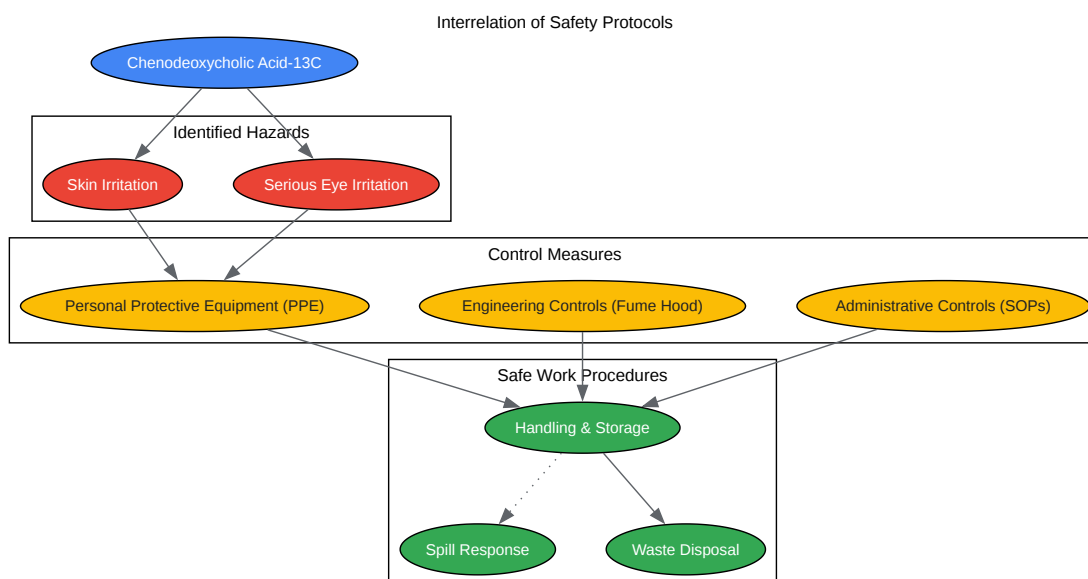 Interrelation of Safety Protocols
Chenodeoxycholic Acid-13C
Identified Hazards
Skin Irritation
Serious Eye Irritation
Control Measures
Personal Protective Equipment (PPE)
Engineering Controls (Fume Hood)
Administrative Controls (SOPs)
Safe Work Procedures
Handling & Storage
Spill Response
Waste Disposal